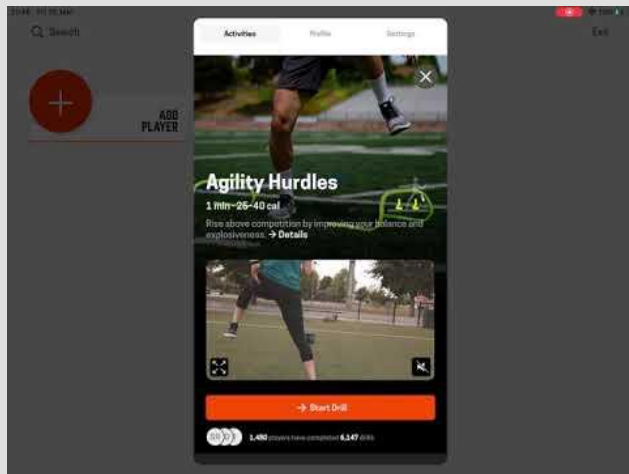 Search
Exit
ADD
PLAYER
Activities
Profile
Settings
Agility Hurdles
1 min–25-40 cal
Rise above competition by improving your balance and
explosiveness. → Details
→ Start Drill
1,480 players have completed 6,147 drills